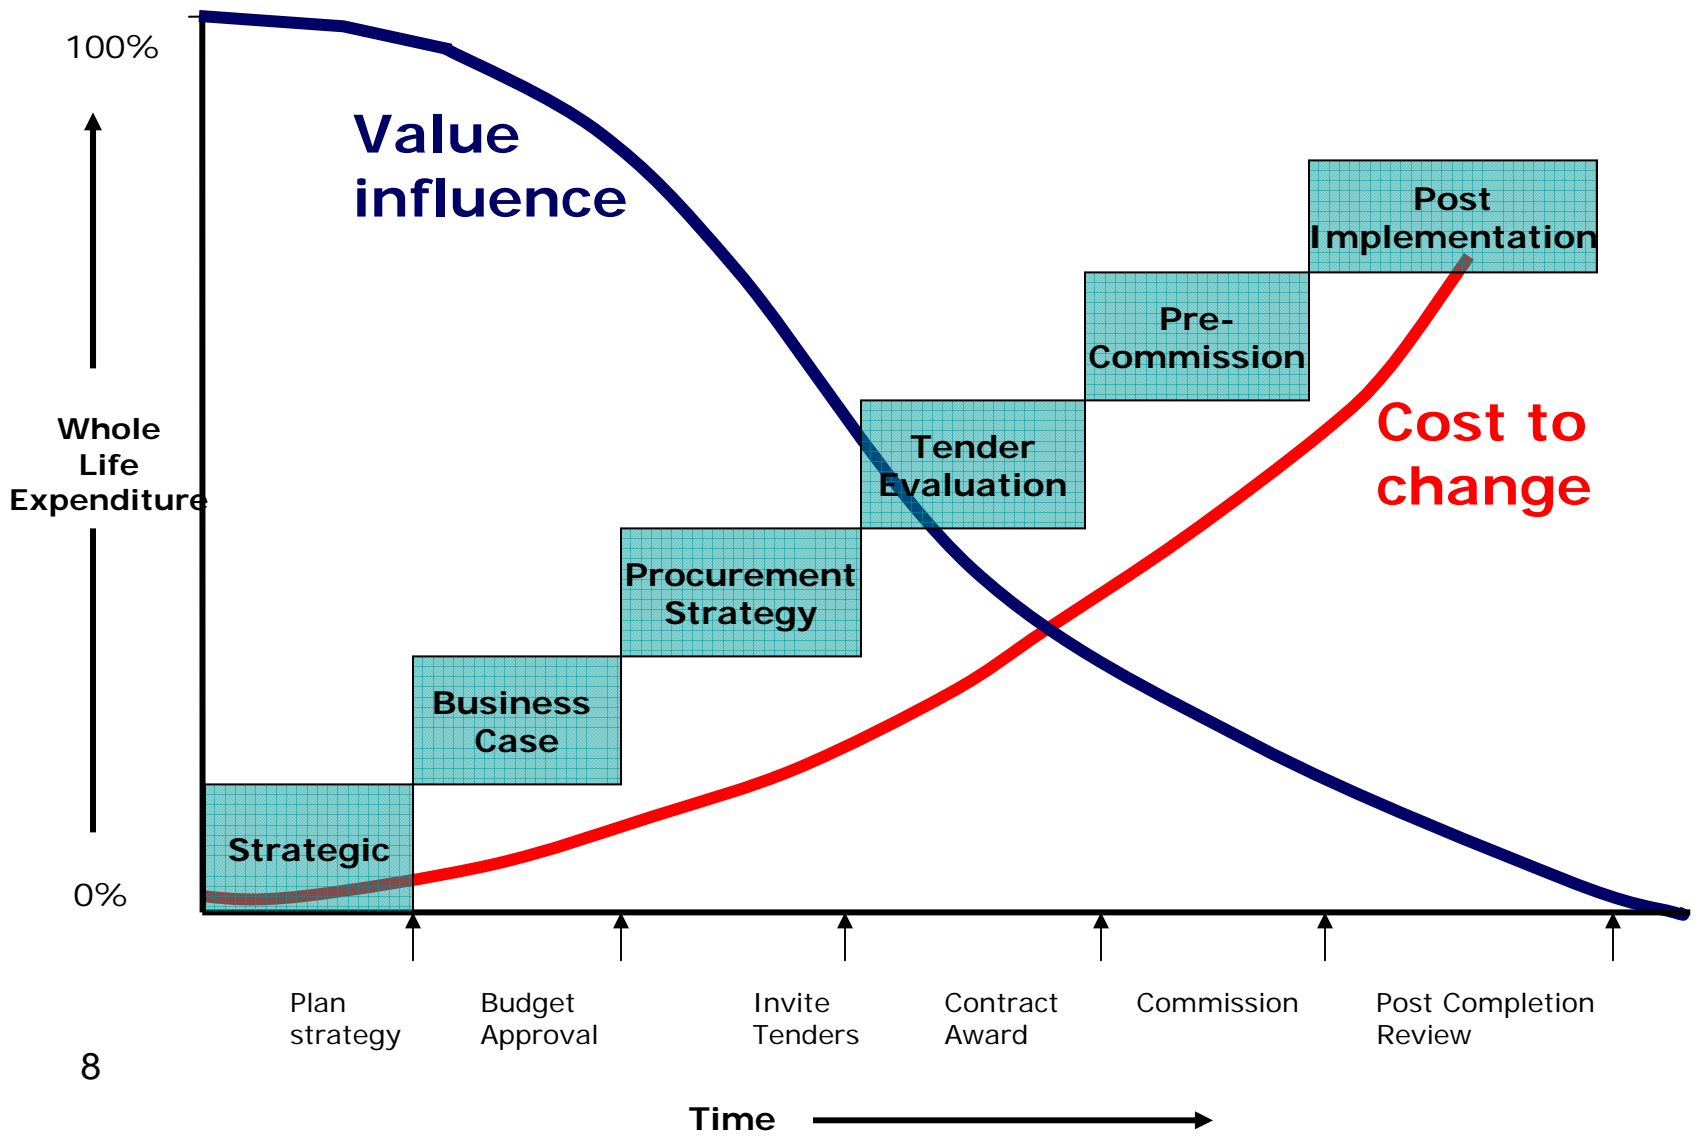 100%
Value
influence
Post
Implementation
Pre-
Commission
Cost to
change
Whole
Life
Expenditure
Tender
Evaluation
Procurement
Strategy
Business
Case
Strategic
0%
Plan
strategy
Budget
Approval
Invite
Tenders
Contract
Award
Commission
Post Completion
Review
8
Time